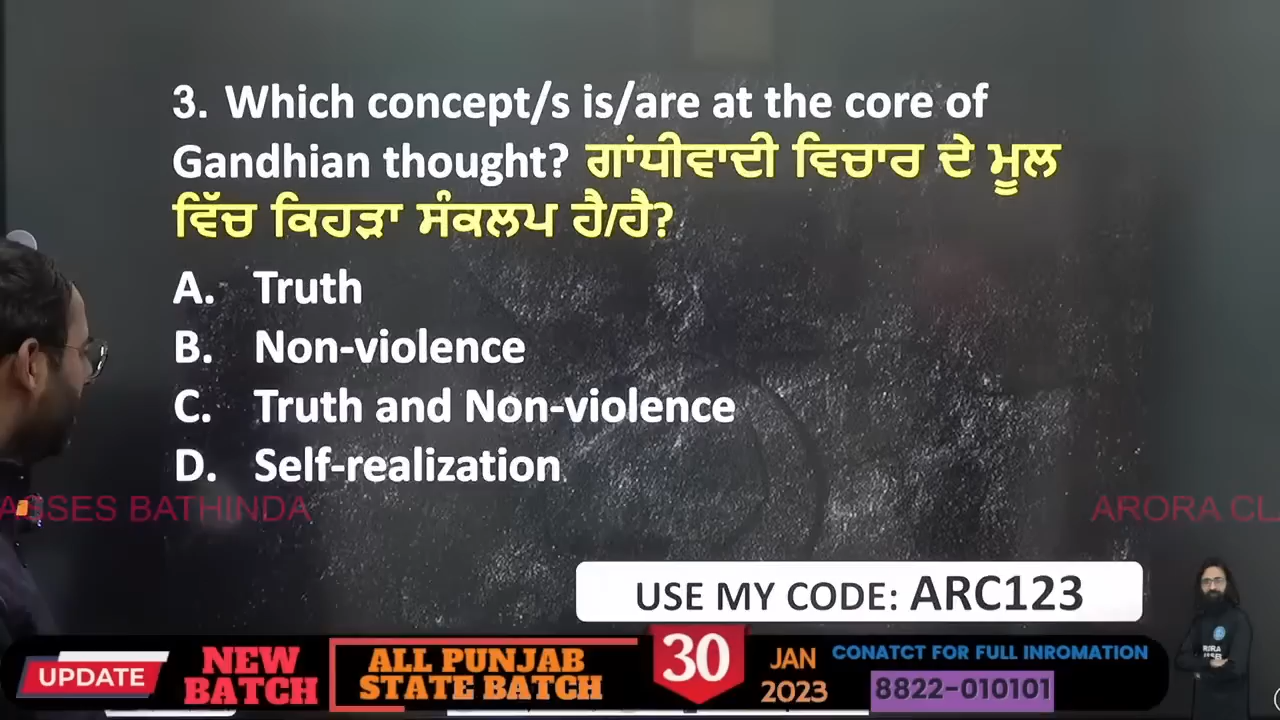 3. Which concept/s is/are at the core of
Gandhian thought? ਗਾਂਧੀਵਾਦੀ ਵਿਚਾਰ ਦੇ ਮੂਲ
ਵਿੱਚ ਕਿਹੜਾ ਸੰਕਲਪ ਹੈ/ਹੈ?
A. Truth
B. Non-violence
C. Truth and Non-violence
D. Self-realization
ASSES BATHINDA
ARORA CL
USE MY CODE: ARC123
UPDATE
NEW
BATCH
ALL PUNJAB
STATE BATCH
30
JAN
2023
CONATCT FOR FULL INROMATION
8822-010101